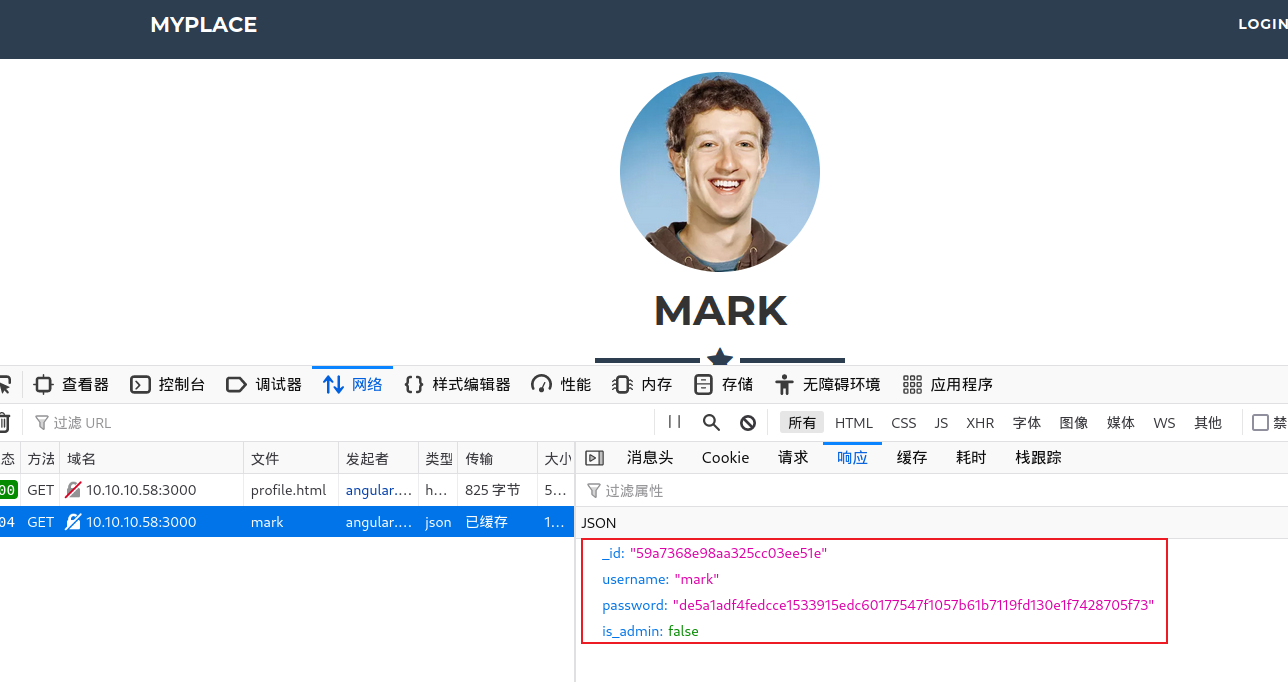 MYPLACE LOGIN
MARK
查看器 控制台 调试器 网络 {} 样式编辑器 性能 内存 存储 无障碍环境 应用程序
过滤 URL 所有 HTML CSS JS XHR 字体 图像 媒体 WS 其他 禁
态 方法 域名 文件 发起者 类型 传输 大小 消息头 Cookie 请求 响应 缓存 耗时 栈跟踪
00 GET 10.10.10.58:3000 profile.html angular.... h... 825 字节 5... 过滤属性
04 GET 10.10.10.58:3000 mark angular.... json 已缓存 1... JSON
_id: "59a7368e98aa325cc03ee51e"
username: "mark"
password: "de5a1adf4fedcce1533915edc60177547f1057b61b7119fd130e1f7428705f73"
is_admin: false